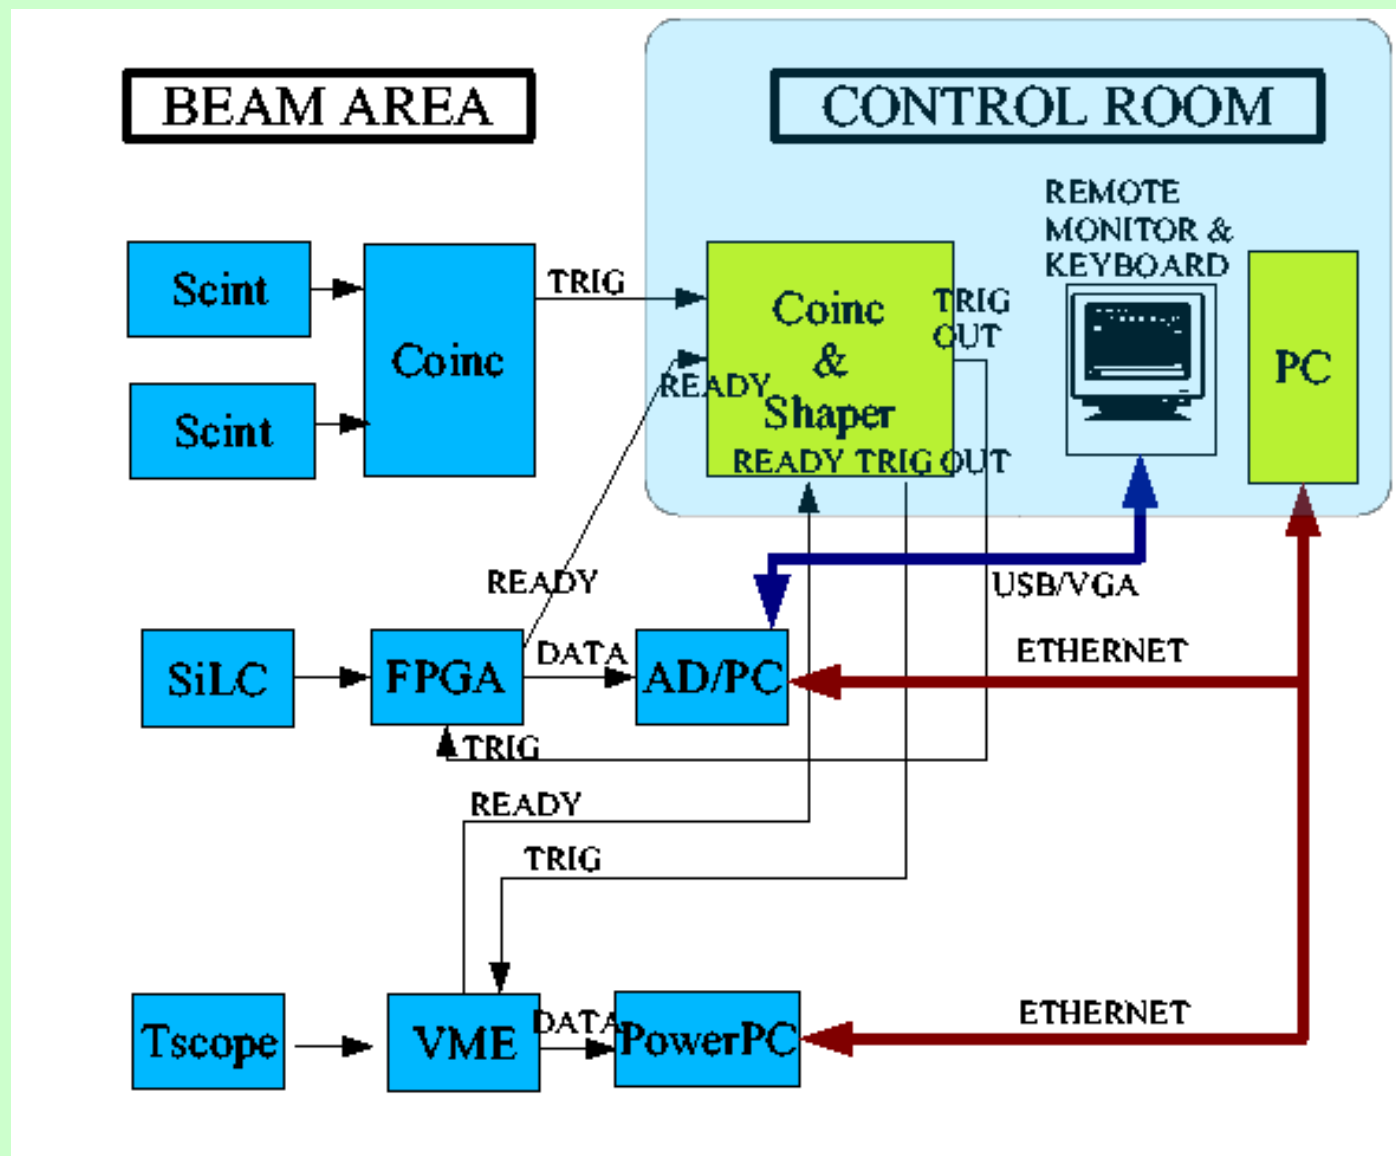 BEAM AREA
CONTROL ROOM
REMOTE
MONITOR &
KEYBOARD
Scint
Scint
Coinc
TRIG
Coinc
&
Shaper
TRIG
OUT
READY
READY TRIG OUT
PC
READY
USB/VGA
SiLC
FPGA
DATA
AD/PC
ETHERNET
TRIG
READY
TRIG
Tscope
VME
DATA
PowerPC
ETHERNET